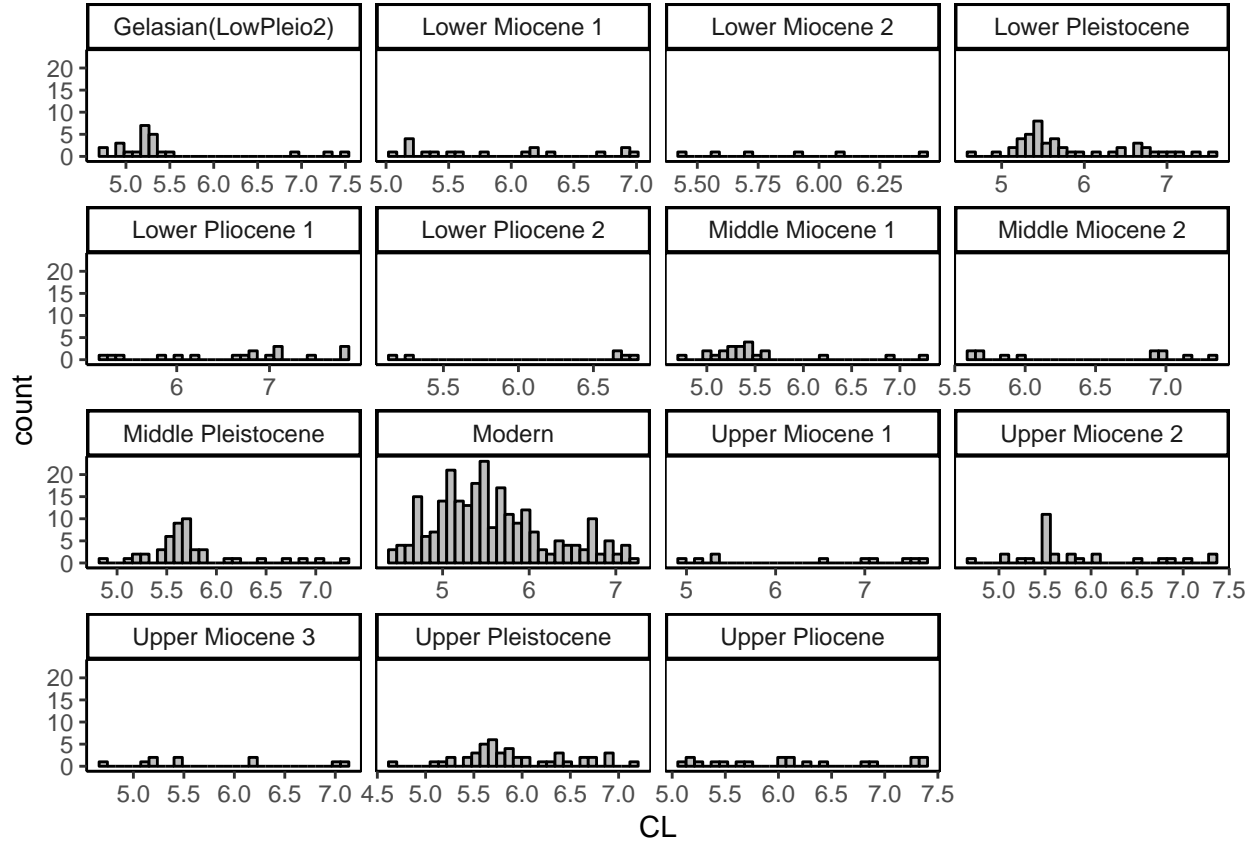 Gelasian(LowPleio2) Lower Miocene 1 Lower Miocene 2 Lower Pleistocene
20
15
10
5
0
5.0 5.5 6.0 6.5 7.0 7.5 5.0 5.5 6.0 6.5 7.0 5.50 5.75 6.00 6.25 5 6 7
Lower Pliocene 1 Lower Pliocene 2 Middle Miocene 1 Middle Miocene 2
20
15
10
5
0
6 7 5.5 6.0 6.5 5.0 5.5 6.0 6.5 7.0 5.5 6.0 6.5 7.0
count
Middle Pleistocene Modern Upper Miocene 1 Upper Miocene 2
20
15
10
5
0
5.0 5.5 6.0 6.5 7.0 5 6 7 5 6 7 5.0 5.5 6.0 6.5 7.0 7.5
Upper Miocene 3 Upper Pleistocene Upper Pliocene
20
15
10
5
0
5.0 5.5 6.0 6.5 7.0 4.5 5.0 5.5 6.0 6.5 7.0 5.0 5.5 6.0 6.5 7.0 7.5
CL